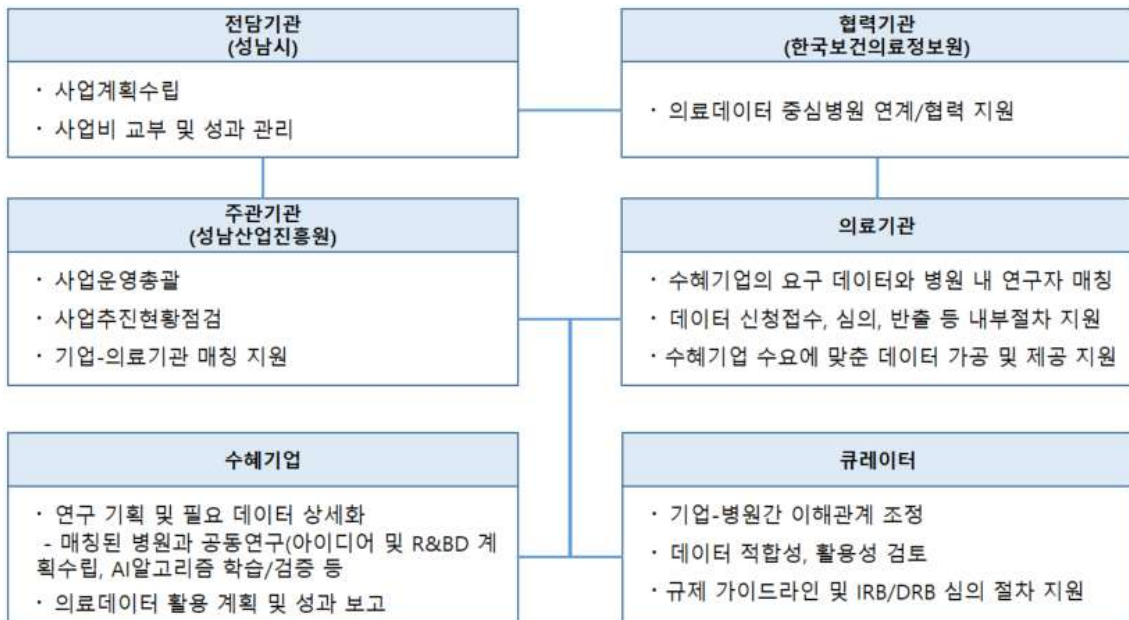 전담기관
(성남시)
· 사업계획수립
· 사업비 교부 및 성과 관리
협력기관
(한국보건의료정보원)
· 의료데이터 중심병원 연계/협력 지원
주관기관
(성남산업진흥원)
· 사업운영총괄
· 사업추진현황점검
· 기업-의료기관 매칭 지원
의료기관
· 수혜기업의 요구 데이터와 병원 내 연구자 매칭
· 데이터 신청접수, 심의, 반출 등 내부절차 지원
· 수혜기업 수요에 맞춘 데이터 가공 및 제공 지원
수혜기업
· 연구 기획 및 필요 데이터 상세화
- 매칭된 병원과 공동연구(아이디어 및 R&BD 계
획수립, AI알고리즘 학습/검증 등
· 의료데이터 활용 계획 및 성과 보고
큐레이터
· 기업-병원간 이해관계 조정
· 데이터 적합성, 활용성 검토
· 규제 가이드라인 및 IRB/DRB 심의 절차 지원